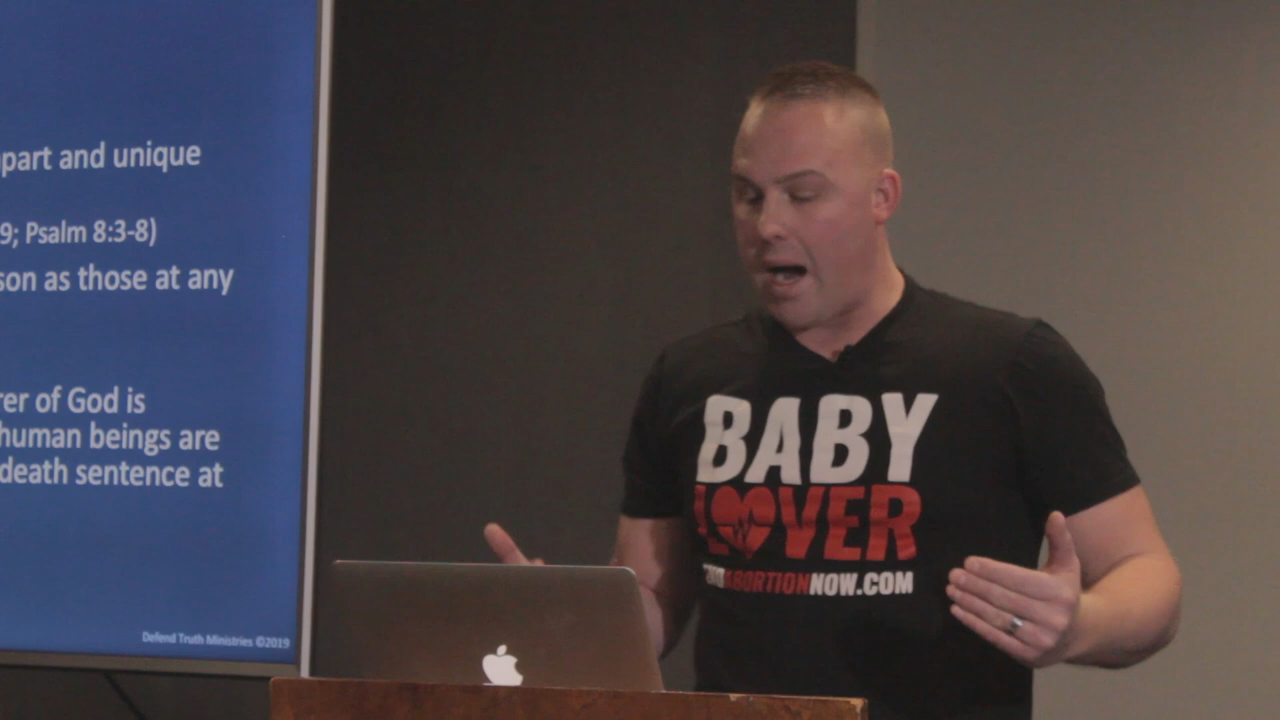 part and unique
9; Psalm 8:3-8)
son as those at any
rer of God is
human beings are
death sentence at
Defend Truth Ministries ©2019
BABY
LOVER
ENDABORTIONNOW.COM